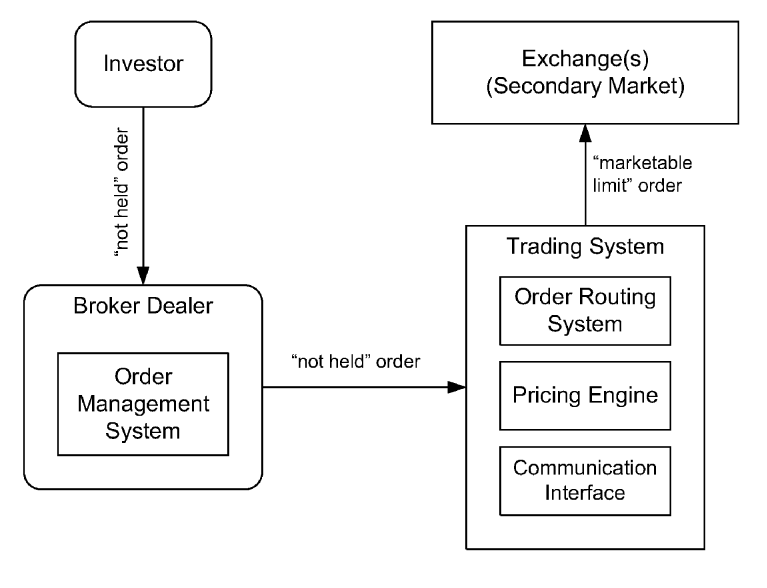 Investor
“not held” order
Broker Dealer
Order
Management
System
“not held” order
Exchange(s)
(Secondary Market)
“marketable
limit” order
Trading System
Order Routing
System
Pricing Engine
Communication
Interface